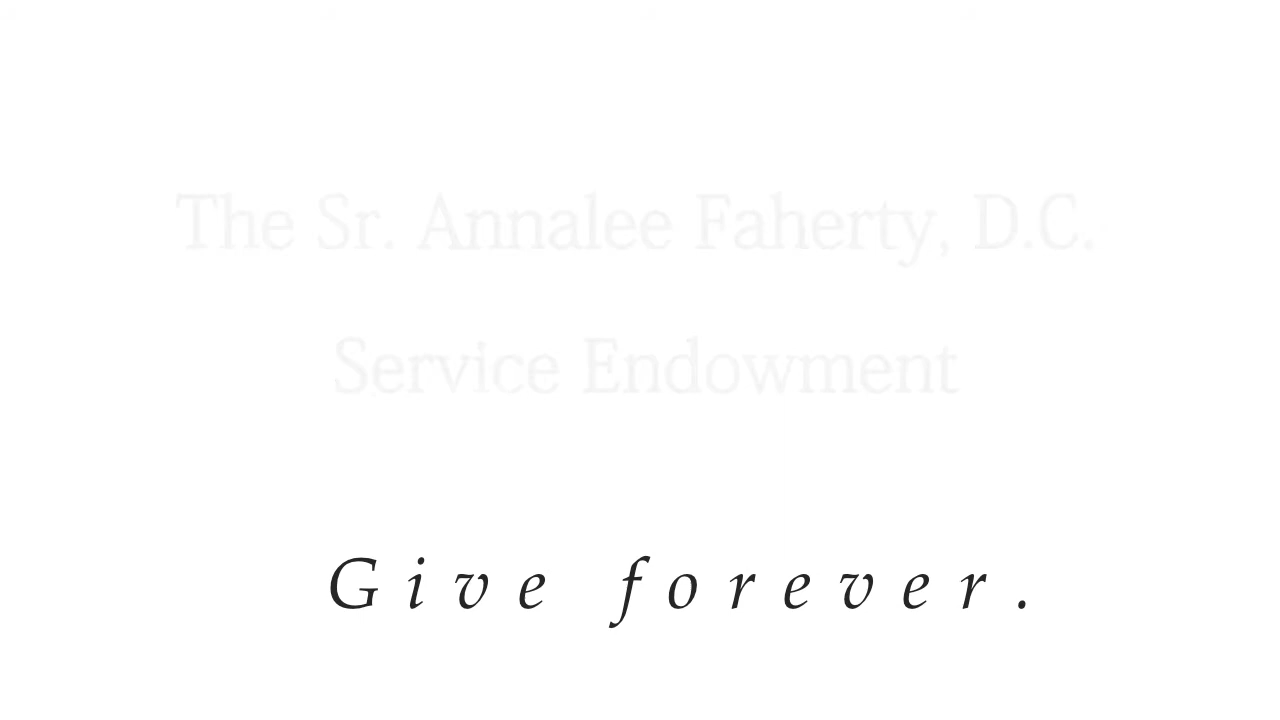 The Sr. Annalee Faherty, D.C.
Service Endowment
Give forever.